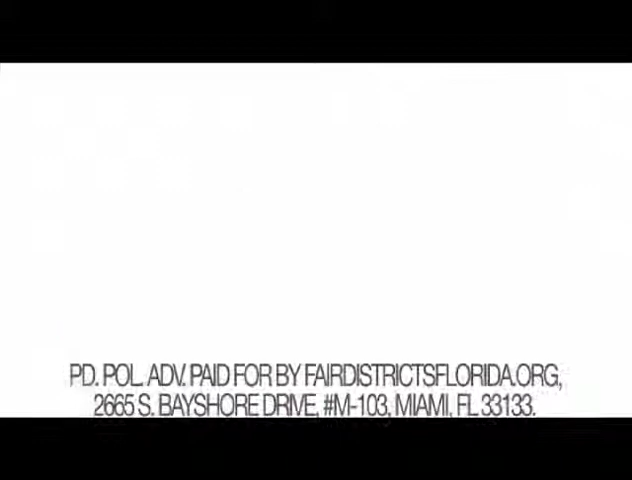 PD. POL. ADV. PAID FOR BY FAIRDISTRICTSFLORIDA.ORG,
2665 S. BAYSHORE DRIVE, #M-103, MIAMI, FL 33133.